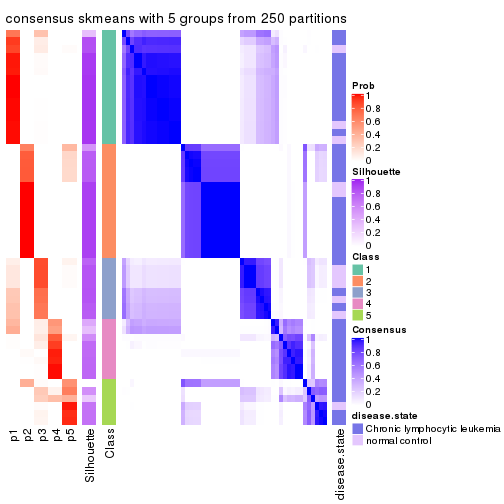 consensus skmeans with 5 groups from 250 partitions
Prob
1
0.8
0.6
0.4
0.2
0
Silhouette
1
0.8
0.6
0.4
0.2
0
Class
1
2
3
4
5
Consensus
1
0.8
0.6
0.4
0.2
0
disease.state
Chronic lymphocytic leukemia
normal control
p1
p2
p3
p4
p5
Silhouette
Class
disease.state